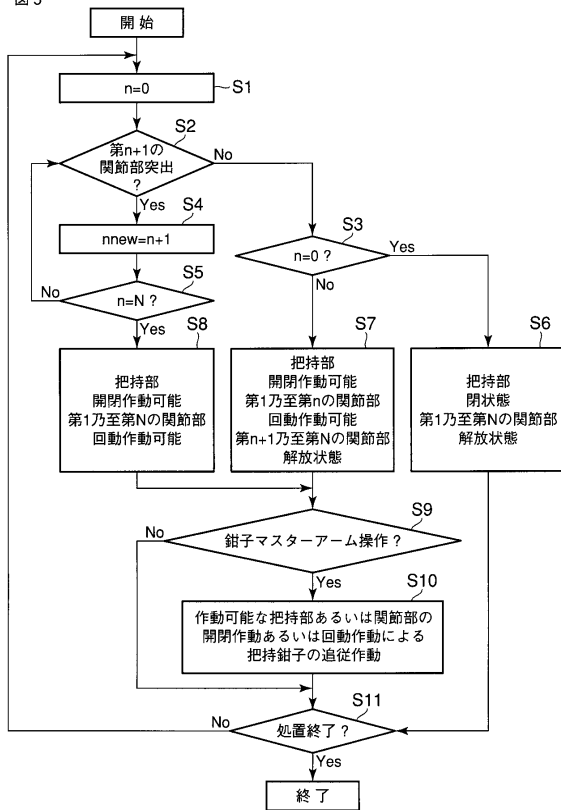 図5
開 始
n=0
S1
S2
第n+1の
関節部突出
?
No
Yes
S4
nnew=n+1
S3
n=0 ?
Yes
No
S5
n=N ?
No
Yes
S8
把持部
開閉作動可能
第1乃至第Nの関節部
回動作動可能
S7
把持部
開閉作動可能
第1乃至第nの関節部
回動作動可能
第n+1乃至第Nの関節部
解放状態
S6
把持部
閉状態
第1乃至第Nの関節部
解放状態
S9
鉗子マスターアーム操作 ?
No
Yes
S10
作動可能な把持部あるいは関節部の
開閉作動あるいは回動作動による
把持鉗子の追従作動
S11
処置終了 ?
No
Yes
終 了